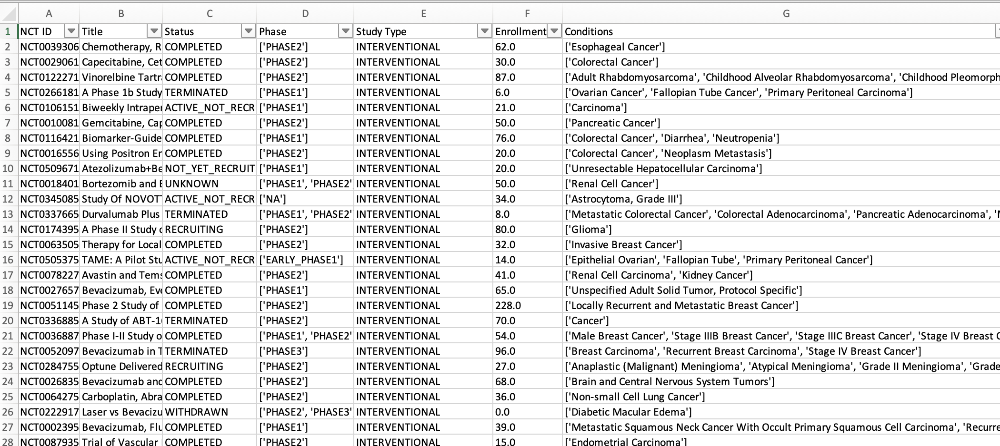 A B C D E F G
1 NCT ID Title Status Phase Study Type Enrollment Conditions
2 NCT0039306 Chemotherapy, R COMPLETED ['PHASE2'] INTERVENTIONAL 62.0 ['Esophageal Cancer']
3 NCT0029061 Capecitabine, Cet COMPLETED ['PHASE2'] INTERVENTIONAL 30.0 ['Colorectal Cancer']
4 NCT0122271 Vinorelbine Tartr COMPLETED ['PHASE2'] INTERVENTIONAL 87.0 ['Adult Rhabdomyosarcoma', 'Childhood Alveolar Rhabdomyosarcoma', 'Childhood Pleomorph
5 NCT0266181 A Phase 1b Study TERMINATED ['PHASE1'] INTERVENTIONAL 6.0 ['Ovarian Cancer', 'Fallopian Tube Cancer', 'Primary Peritoneal Carcinoma']
6 NCT0106151 Biweekly Intraper ACTIVE_NOT_RECR ['PHASE1'] INTERVENTIONAL 21.0 ['Carcinoma']
7 NCT0010081 Gemcitabine, Cap COMPLETED ['PHASE2'] INTERVENTIONAL 50.0 ['Pancreatic Cancer']
8 NCT0116421 Biomarker-Guide COMPLETED ['PHASE1'] INTERVENTIONAL 76.0 ['Colorectal Cancer', 'Diarrhea', 'Neutropenia']
9 NCT0016556 Using Positron Em COMPLETED ['PHASE2'] INTERVENTIONAL 20.0 ['Colorectal Cancer', 'Neoplasm Metastasis']
10 NCT0509671 Atezolizumab+Be NOT_YET_RECRUIT ['PHASE1'] INTERVENTIONAL 20.0 ['Unresectable Hepatocellular Carcinoma']
11 NCT0018401 Bortezomib and B UNKNOWN ['PHASE1', 'PHASE2'] INTERVENTIONAL 50.0 ['Renal Cell Cancer']
12 NCT0345085 Study Of NOVOTT ACTIVE_NOT_RECR ['NA'] INTERVENTIONAL 34.0 ['Astrocytoma, Grade III']
13 NCT0337665 Durvalumab Plus TERMINATED ['PHASE1', 'PHASE2'] INTERVENTIONAL 8.0 ['Metastatic Colorectal Cancer', 'Colorectal Adenocarcinoma', 'Pancreatic Adenocarcinoma', 'M
14 NCT0174395 A Phase II Study o RECRUITING ['PHASE2'] INTERVENTIONAL 80.0 ['Glioma']
15 NCT0063505 Therapy for Local COMPLETED ['PHASE2'] INTERVENTIONAL 32.0 ['Invasive Breast Cancer']
16 NCT0505375 TAME: A Pilot Stu ACTIVE_NOT_RECR ['EARLY_PHASE1'] INTERVENTIONAL 14.0 ['Epithelial Ovarian', 'Fallopian Tube', 'Primary Peritoneal Cancer']
17 NCT0078227 Avastin and Tems COMPLETED ['PHASE2'] INTERVENTIONAL 41.0 ['Renal Cell Carcinoma', 'Kidney Cancer']
18 NCT0027657 Bevacizumab, Eve COMPLETED ['PHASE1'] INTERVENTIONAL 65.0 ['Unspecified Adult Solid Tumor, Protocol Specific']
19 NCT0051145 Phase 2 Study of COMPLETED ['PHASE2'] INTERVENTIONAL 228.0 ['Locally Recurrent and Metastatic Breast Cancer']
20 NCT0336885 A Study of ABT-1 TERMINATED ['PHASE1'] INTERVENTIONAL 70.0 ['Cancer']
21 NCT0036887 Phase I-II Study o COMPLETED ['PHASE1', 'PHASE2'] INTERVENTIONAL 54.0 ['Male Breast Cancer', 'Stage IIIB Breast Cancer', 'Stage IIIC Breast Cancer', 'Stage IV Breast C
22 NCT0052097 Bevacizumab in T TERMINATED ['PHASE3'] INTERVENTIONAL 96.0 ['Breast Carcinoma', 'Recurrent Breast Carcinoma', 'Stage IV Breast Cancer']
23 NCT0284755 Optune Delivered RECRUITING ['PHASE2'] INTERVENTIONAL 27.0 ['Anaplastic (Malignant) Meningioma', 'Atypical Meningioma', 'Grade II Meningioma', 'Grade
24 NCT0026835 Bevacizumab and COMPLETED ['PHASE2'] INTERVENTIONAL 68.0 ['Brain and Central Nervous System Tumors']
25 NCT0064275 Carboplatin, Abra COMPLETED ['PHASE2'] INTERVENTIONAL 36.0 ['Non-small Cell Lung Cancer']
26 NCT0222917 Laser vs Bevacizu WITHDRAWN ['PHASE2', 'PHASE3'] INTERVENTIONAL 0.0 ['Diabetic Macular Edema']
27 NCT0002395 Bevacizumab, Flu COMPLETED ['PHASE1'] INTERVENTIONAL 39.0 ['Metastatic Squamous Neck Cancer With Occult Primary Squamous Cell Carcinoma', 'Recurre
28 NCT0087935 Trial of Vascular COMPLETED ['PHASE2'] INTERVENTIONAL 15.0 ['Endometrial Carcinoma']